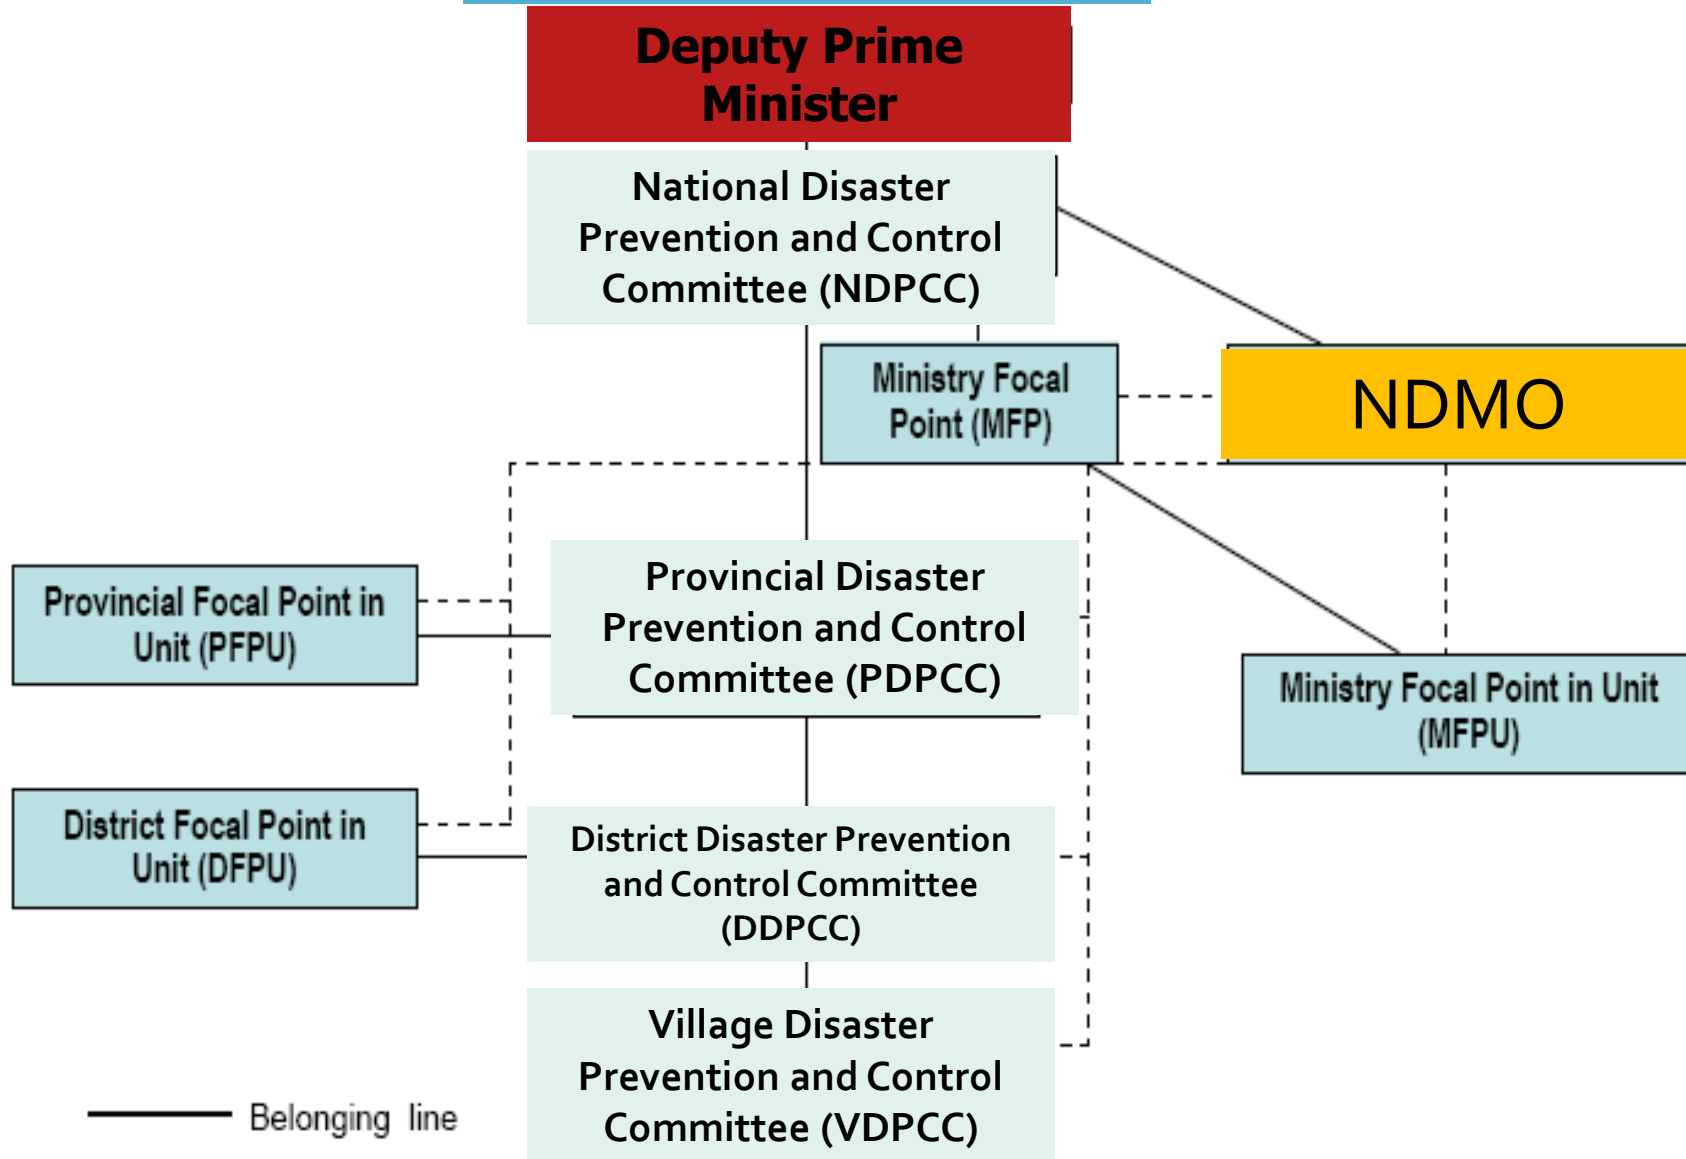 Deputy Prime
Minister
National Disaster
Prevention and Control
Committee (NDPCC)
Ministry Focal
Point (MFP)
NDMO
Provincial Focal Point in
Unit (PFPU)
Provincial Disaster
Prevention and Control
Committee (PDPCC)
Ministry Focal Point in Unit
(MFPU)
District Focal Point in
Unit (DFPU)
District Disaster Prevention
and Control Committee
(DDPCC)
Village Disaster
Prevention and Control
Committee (VDPCC)
Belonging line